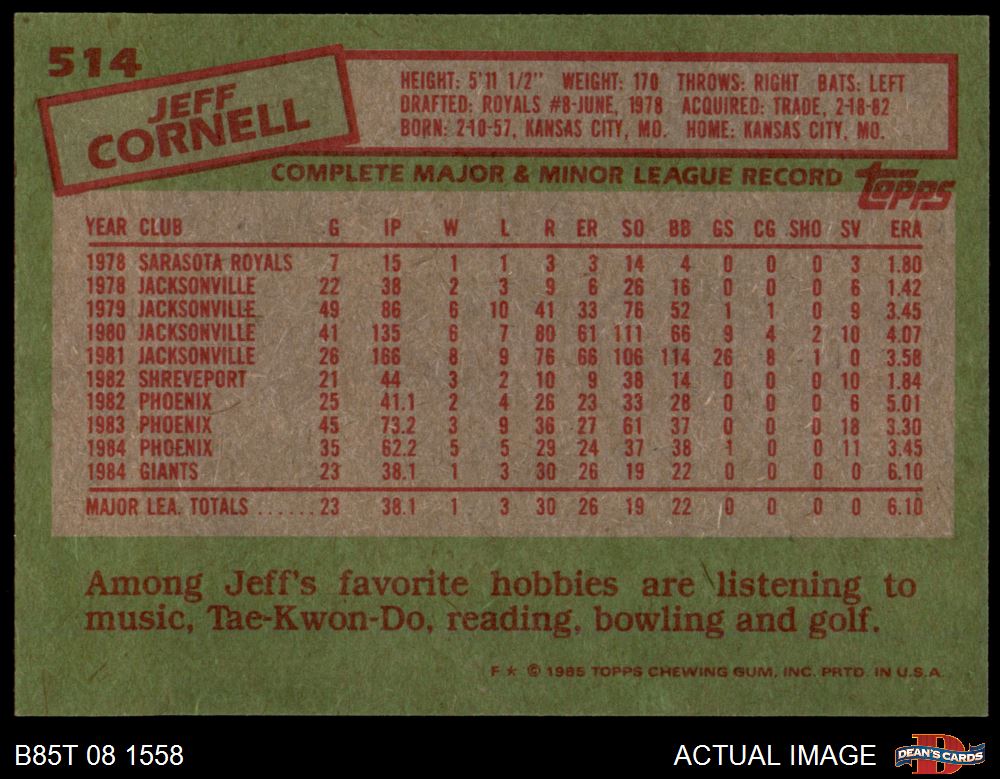 514
JEFF
CORNELL
HEIGHT: 5'11 1/2" WEIGHT: 170 THROWS: RIGHT BATS: LEFT
DRAFTED: ROYALS #8-JUNE, 1978 ACQUIRED: TRADE, 2-18-82
BORN: 2-10-57, KANSAS CITY, MO. HOME: KANSAS CITY, MO.
COMPLETE MAJOR & MINOR LEAGUE RECORD topps
YEAR CLUB G IP W L R ER SO BB GS CG SHO SV ERA
1978 SARASOTA ROYALS 7 15 1 1 3 3 14 4 0 0 0 3 1.80
1978 JACKSONVILLE 22 38 2 3 9 6 26 16 0 0 0 6 1.42
1979 JACKSONVILLE 49 86 6 10 41 33 76 52 1 1 0 9 3.45
1980 JACKSONVILLE 41 135 6 7 80 61 111 66 9 4 2 10 4.07
1981 JACKSONVILLE 26 166 8 9 76 66 106 114 26 8 1 0 3.58
1982 SHREVEPORT 21 44 3 2 10 9 38 14 0 0 0 10 1.84
1982 PHOENIX 25 41.1 2 4 26 23 33 28 0 0 0 6 5.01
1983 PHOENIX 45 73.2 3 9 36 27 61 37 0 0 0 18 3.30
1984 PHOENIX 35 62.2 5 5 29 24 37 38 1 0 0 11 3.45
1984 GIANTS 23 38.1 1 3 30 26 19 22 0 0 0 0 6.10
MAJOR LEA. TOTALS ......23 38.1 1 3 30 26 19 22 0 0 0 0 6.10
Among Jeff's favorite hobbies are listening to
music, Tae-Kwon-Do, reading, bowling and golf.
F ★ © 1985 TOPPS CHEWING GUM, INC. PRTD. IN U.S.A.
B85T 08 1558 ACTUAL IMAGE DEAN'S CARDS